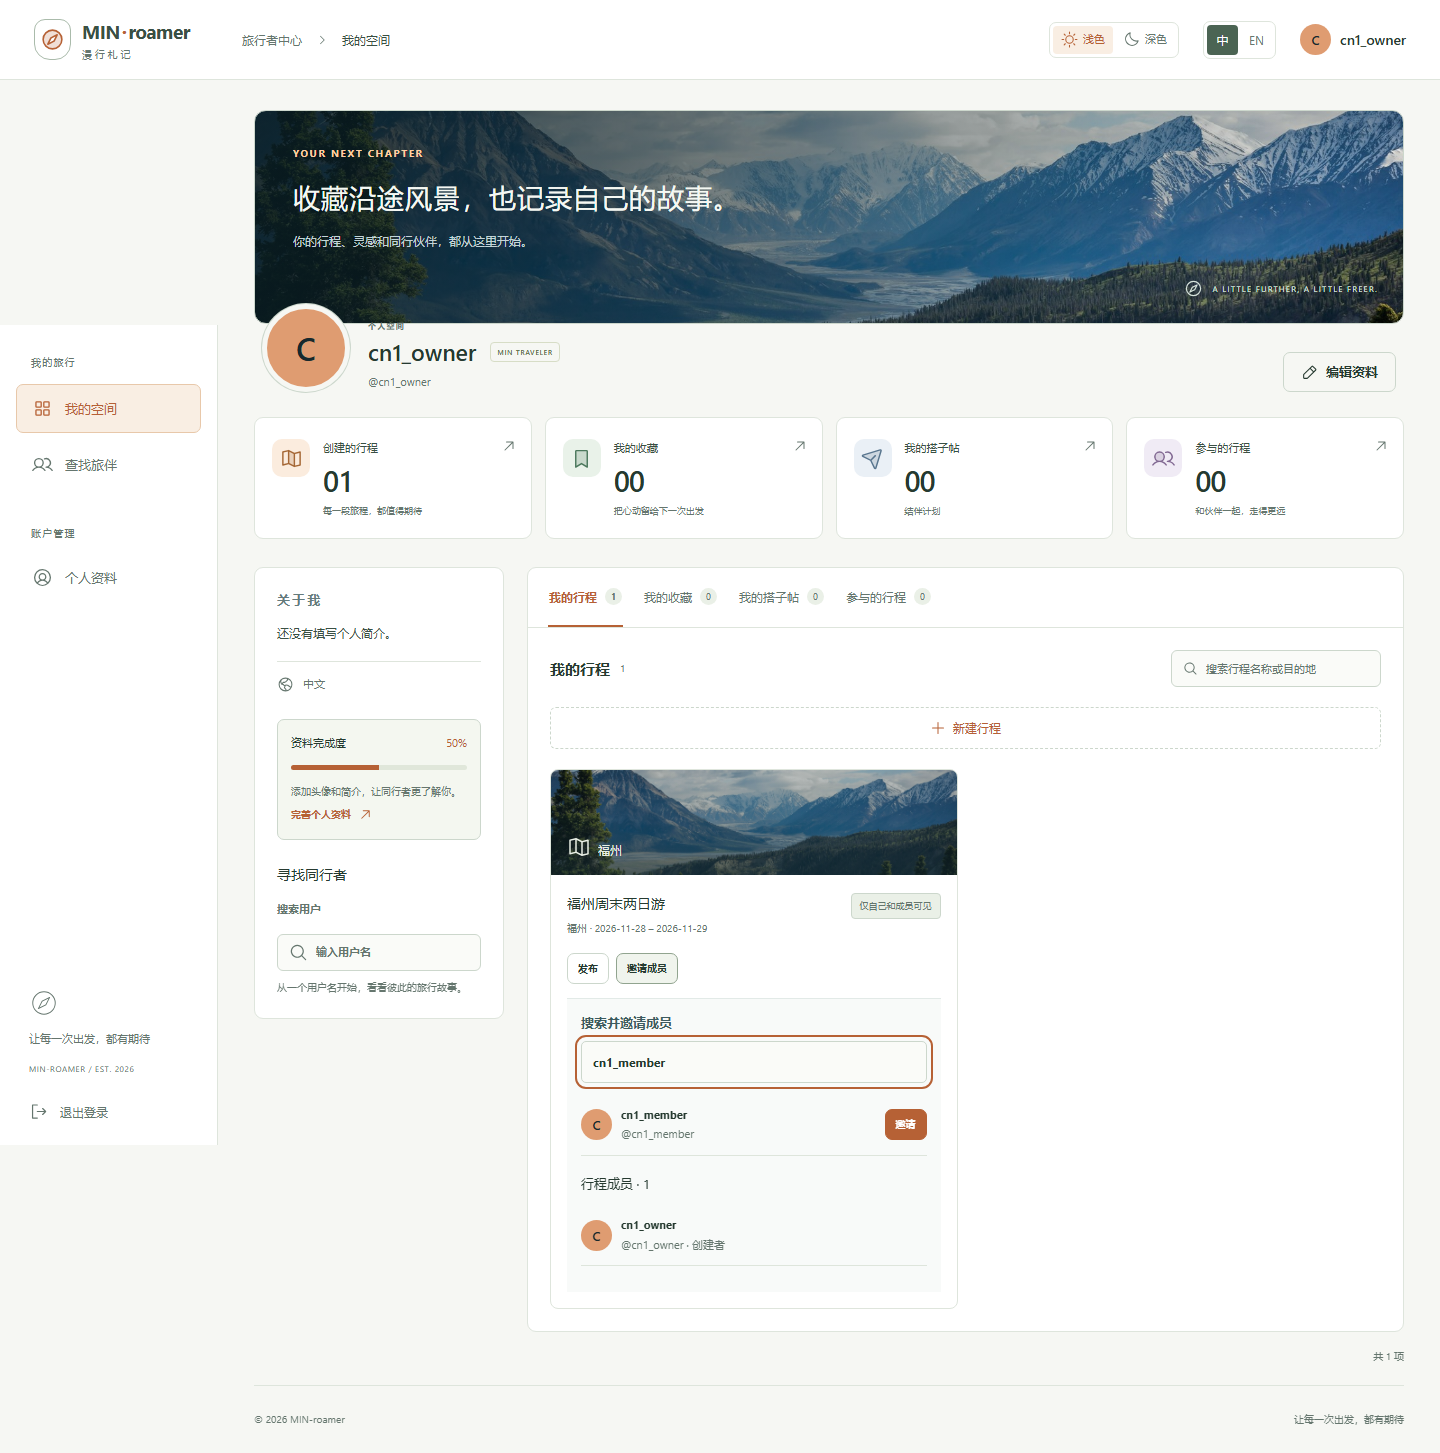 MIN·roamer
漫行札记
旅行者中心
我的空间
浅色
深色
中
EN
C
cn1_owner
YOUR NEXT CHAPTER
收藏沿途风景，也记录自己的故事。
你的行程、灵感和同行伙伴，都从这里开始。
A LITTLE FURTHER, A LITTLE FREER.
我的旅行
我的空间
查找旅伴
账户管理
个人资料
让每一次出发，都有期待
MIN-ROAMER / EST. 2026
退出登录
C
个人空间
cn1_owner
MIN TRAVELER
@cn1_owner
编辑资料
创建的行程
01
每一段旅程，都值得期待
我的收藏
00
把心动留给下一次出发
我的搭子帖
00
结伴计划
参与的行程
00
和伙伴一起，走得更远
关于我
还没有填写个人简介。
中文
资料完成度
50%
添加头像和简介，让同行者更了解你。
完善个人资料
寻找同行者
搜索用户
输入用户名
从一个用户名开始，看看彼此的旅行故事。
我的行程 1
我的收藏 0
我的搭子帖 0
参与的行程 0
我的行程 1
搜索行程名称或目的地
新建行程
福州
福州周末两日游
仅自己和成员可见
福州 · 2026-11-28 – 2026-11-29
发布
邀请成员
搜索并邀请成员
cn1_member
C
cn1_member
@cn1_member
邀请
行程成员 · 1
C
cn1_owner
@cn1_owner · 创建者
共 1 项
© 2026 MIN-roamer
让每一次出发，都有期待